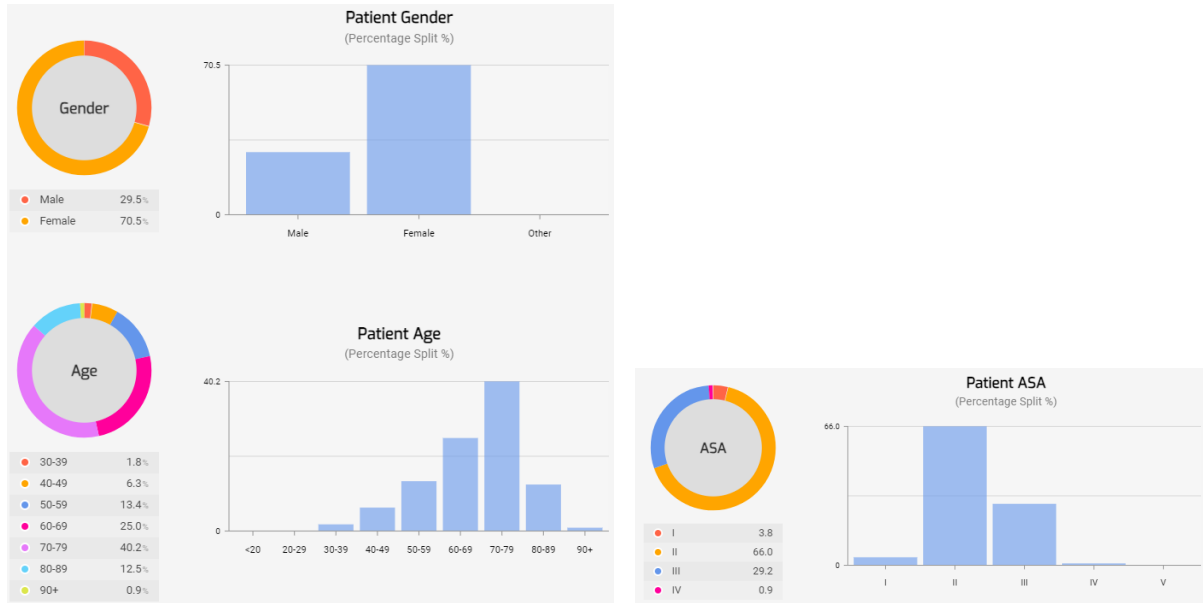 Patient Gender
(Percentage Split %)
Gender
Male 29.5%
Female 70.5%
70.5
0
Male Female Other
Patient Age
(Percentage Split %)
Age
30-39 1.8%
40-49 6.3%
50-59 13.4%
60-69 25.0%
70-79 40.2%
80-89 12.5%
90+ 0.9%
40.2
0
<20 20-29 30-39 40-49 50-59 60-69 70-79 80-89 90+
Patient ASA
(Percentage Split %)
ASA
I 3.8
II 66.0
III 29.2
IV 0.9
66.0
0
I II III IV V